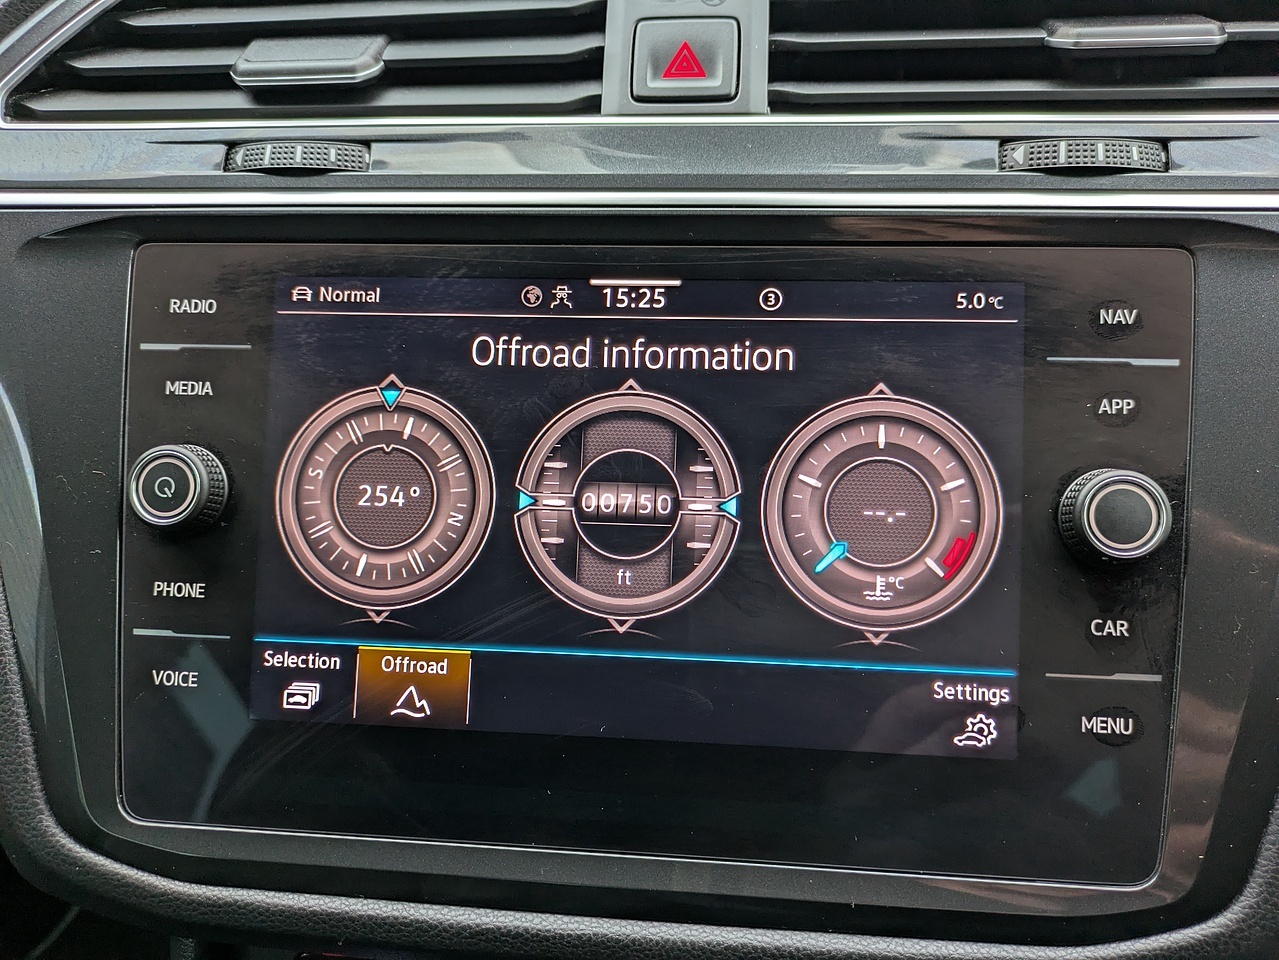 RADIO
MEDIA
PHONE
VOICE
Normal
15:25
3
5.0°C
Offroad information
S
N
254°
00750
ft
--.-
°C
Selection
Offroad
Settings
NAV
APP
CAR
MENU